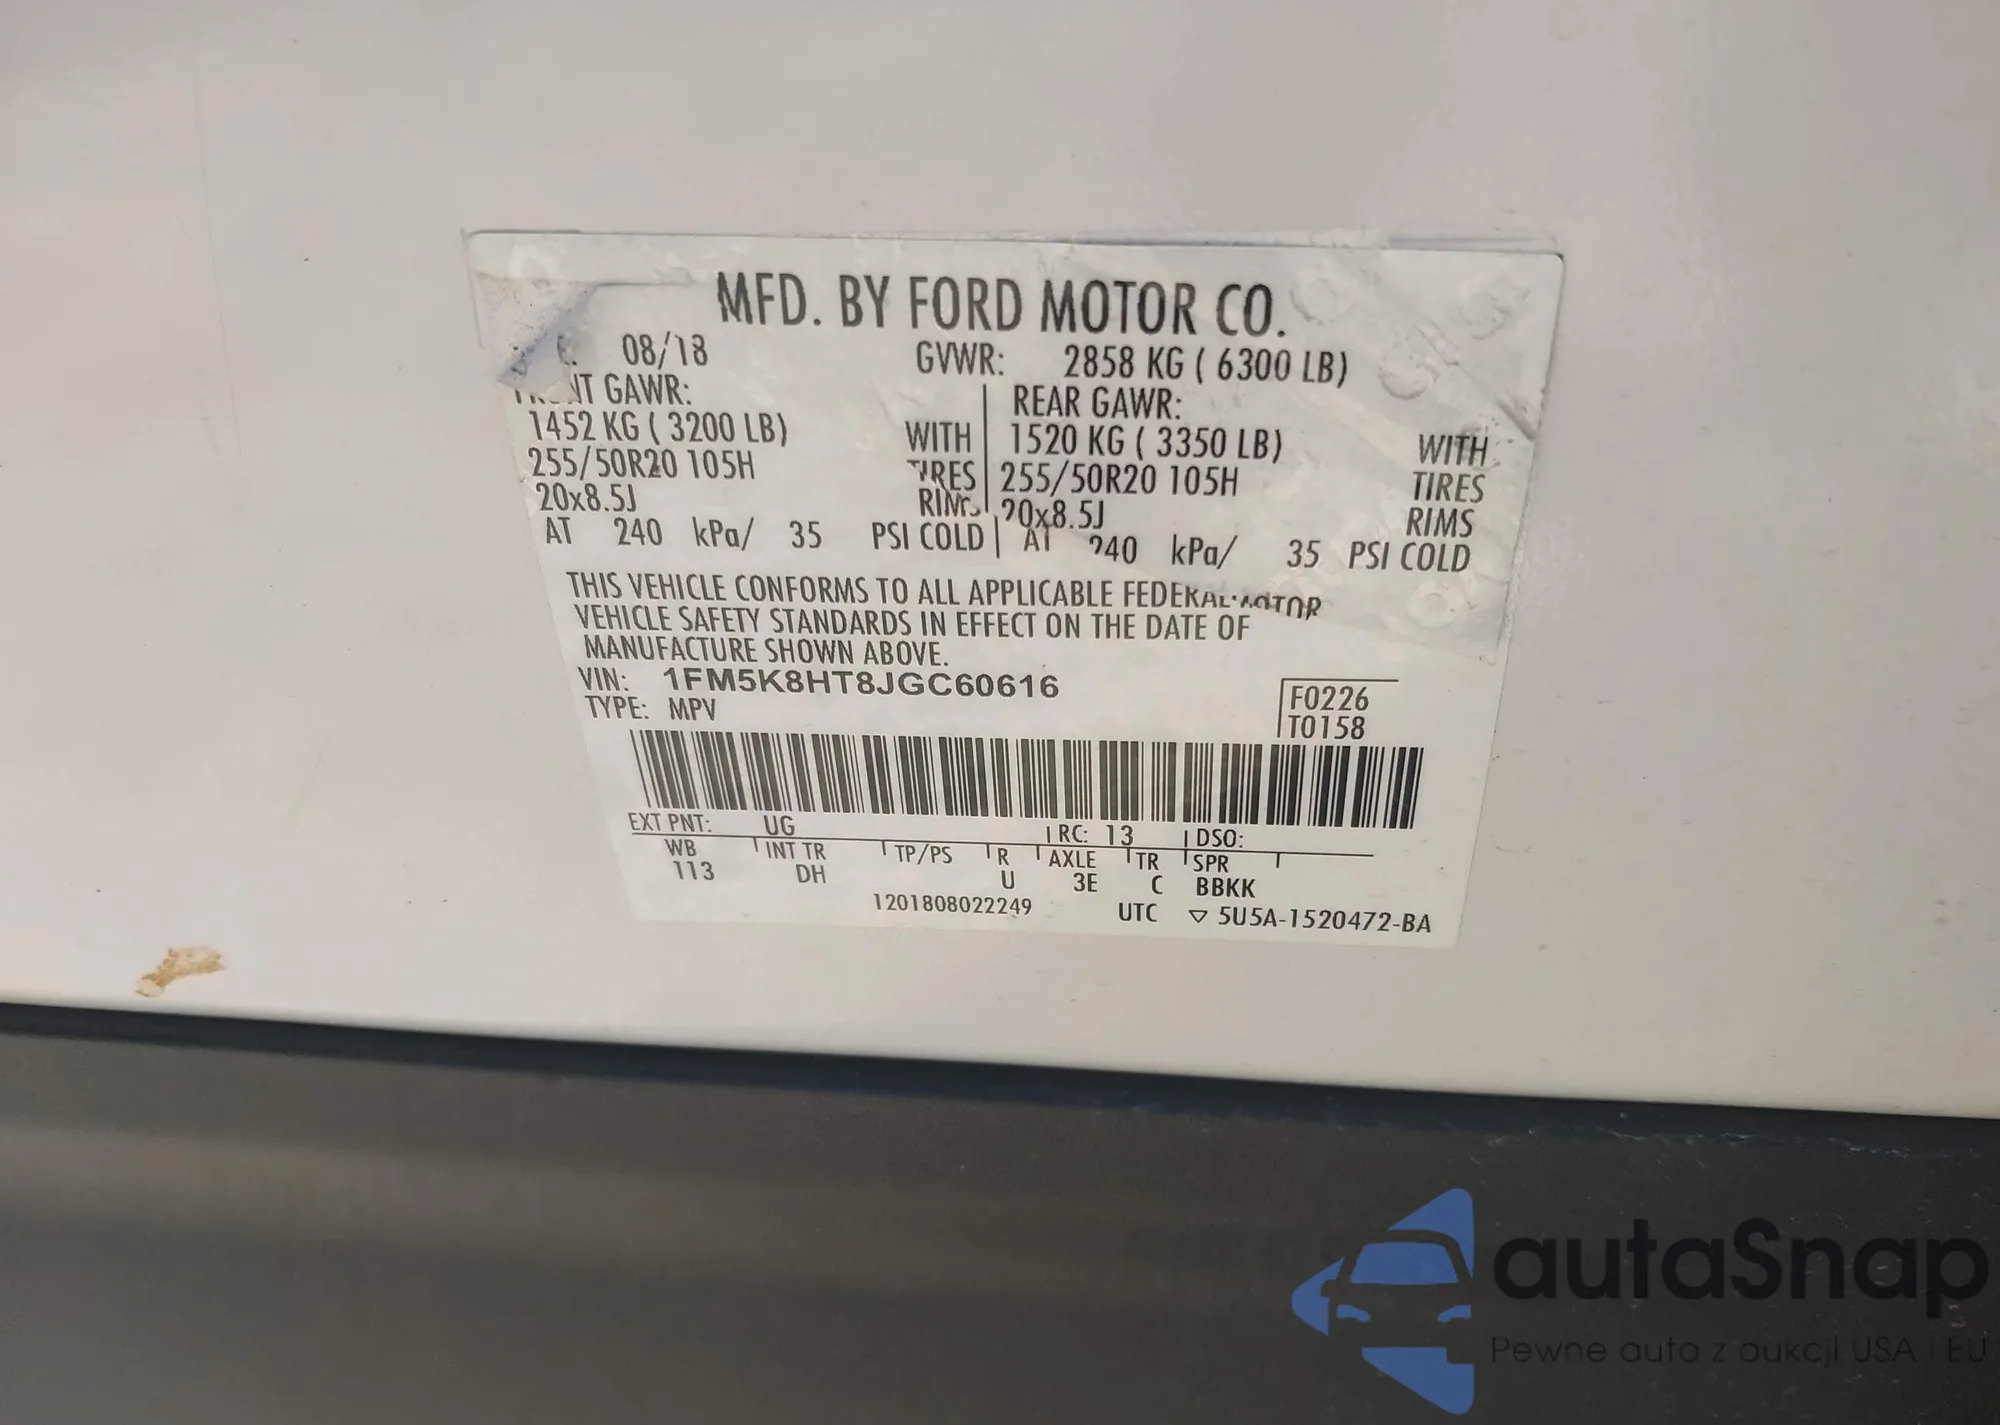 MFD. BY FORD MOTOR CO.
08/18 GVWR: 2858 KG ( 6300 LB)
GAWR: REAR GAWR:
1452 KG ( 3200 LB) WITH 1520 KG ( 3350 LB) WITH
255/50R20 105H TIRES 255/50R20 105H TIRES
20x8.5J RIMS 20x8.5J RIMS
AT 240 kPa/ 35 PSI COLD AT 240 kPa/ 35 PSI COLD
THIS VEHICLE CONFORMS TO ALL APPLICABLE FEDERAL MOTOR
VEHICLE SAFETY STANDARDS IN EFFECT ON THE DATE OF
MANUFACTURE SHOWN ABOVE.
VIN: 1FM5K8HT8JGC60616
TYPE: MPV
F0226
T0158
EXT PNT: UG RC: 13 DSO:
WB INT TR TP/PS R AXLE TR SPR
113 DH U 3E C BBKK
1201808022249 UTC ▽ 5U5A-1520472-BA
autaSnap
Pewne auta z aukcji USA i EU